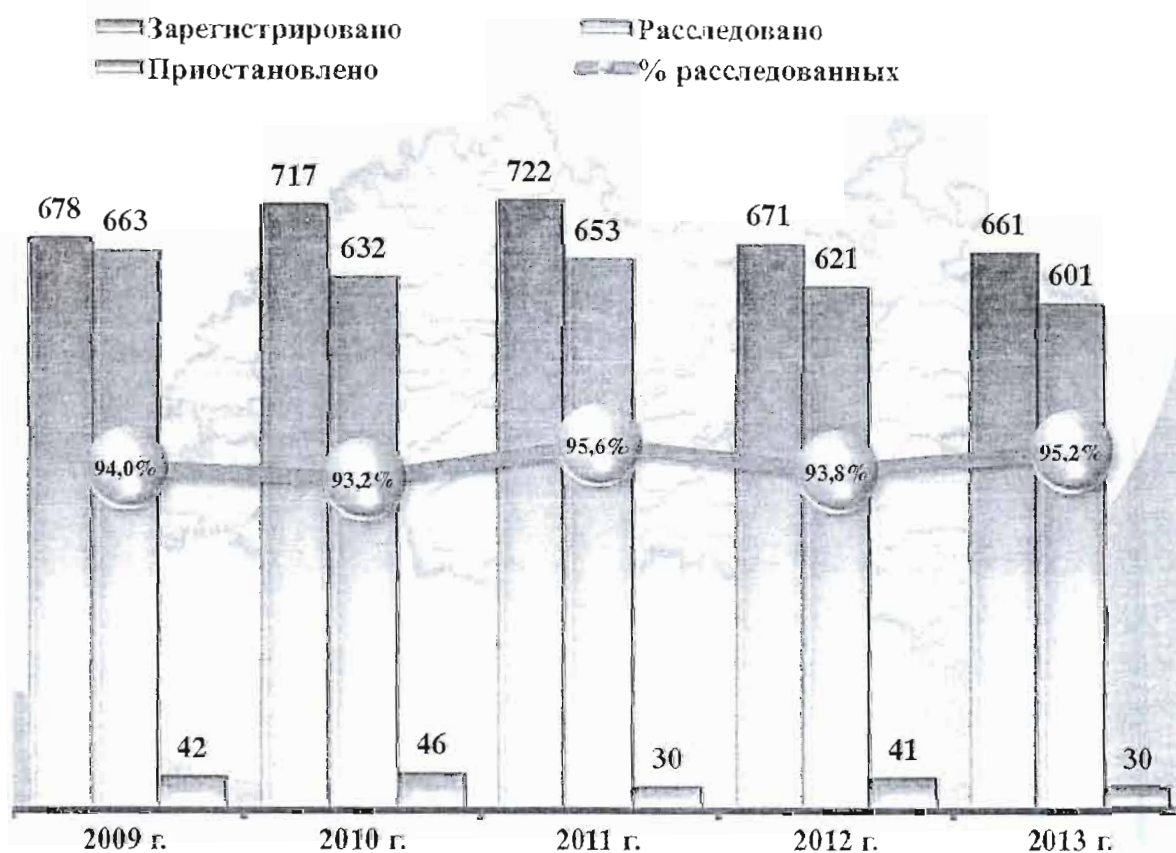 Зарегистрировано Расследовано
Приостановлено % расследованных
717 722
678 663 671 661
632 653 621 601
94,0% 93,2% 95,6% 93,8% 95,2%
42 46 30 41 30
2009 г. 2010 г. 2011 г. 2012 г. 2013 г.